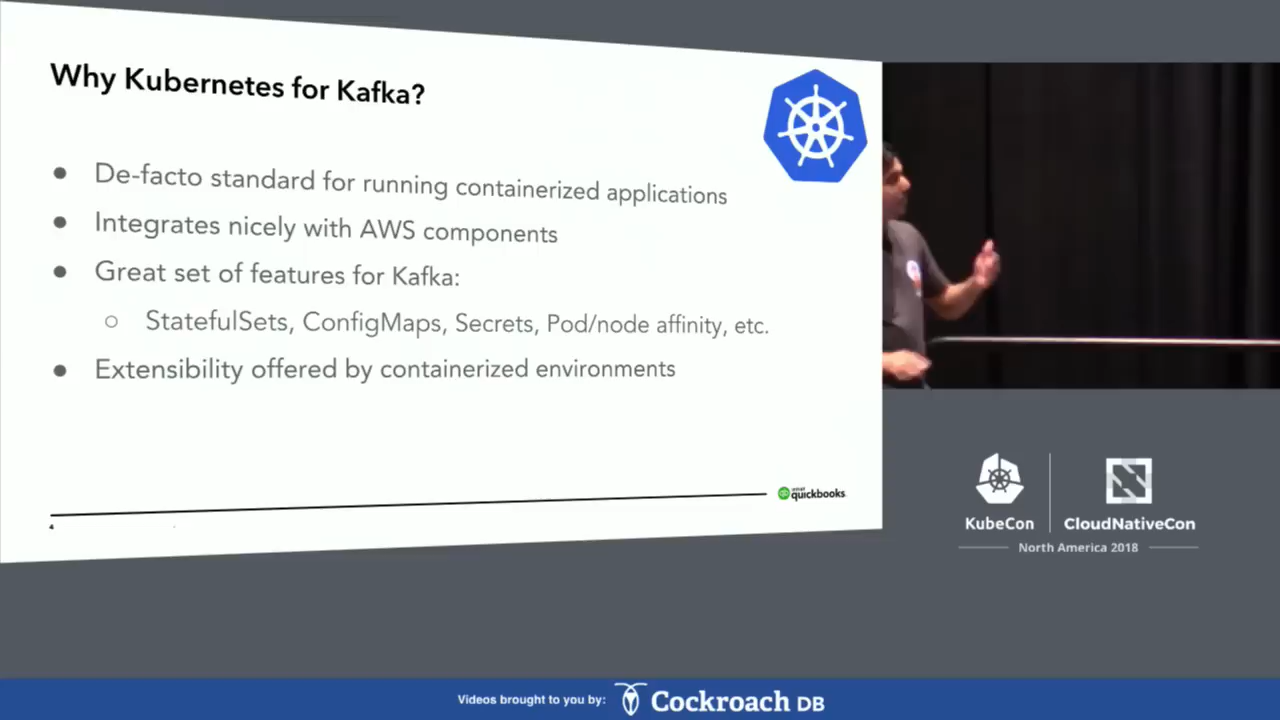 Why Kubernetes for Kafka?
● De-facto standard for running containerized applications
● Integrates nicely with AWS components
● Great set of features for Kafka:
○ StatefulSets, ConfigMaps, Secrets, Pod/node affinity, etc.
● Extensibility offered by containerized environments
intuit
quickbooks
4
KubeCon
CloudNativeCon
North America 2018
Videos brought to you by: Cockroach DB